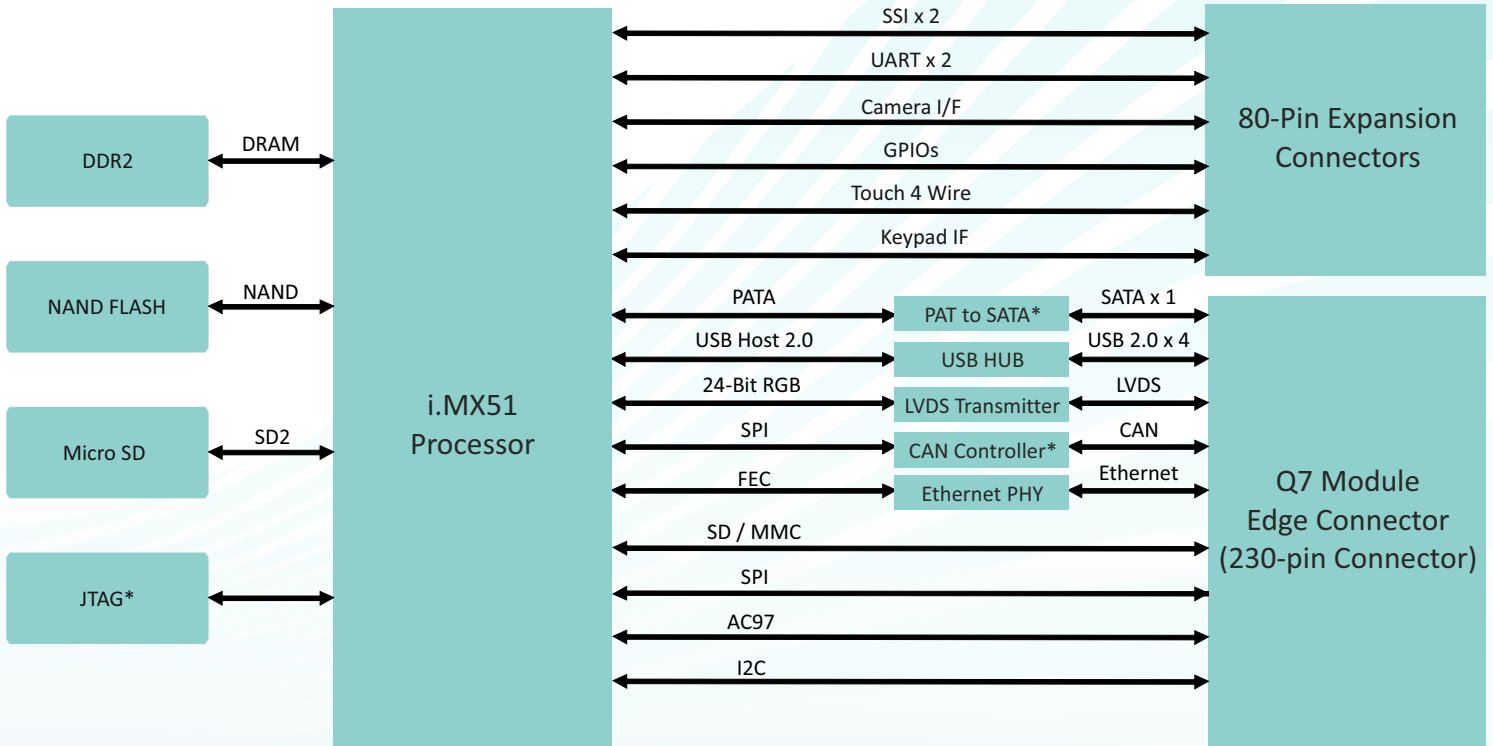 SSI x 2
UART x 2
Camera I/F
GPIOs
Touch 4 Wire
Keypad IF
80-Pin Expansion
Connectors
DDR2
DRAM
NAND FLASH
NAND
Micro SD
SD2
JTAG*
i.MX51
Processor
PATA
PAT to SATA*
SATA x 1
USB Host 2.0
USB HUB
USB 2.0 x 4
24-Bit RGB
LVDS Transmitter
LVDS
SPI
CAN Controller*
CAN
FEC
Ethernet PHY
Ethernet
SD / MMC
SPI
AC97
I2C
Q7 Module
Edge Connector
(230-pin Connector)